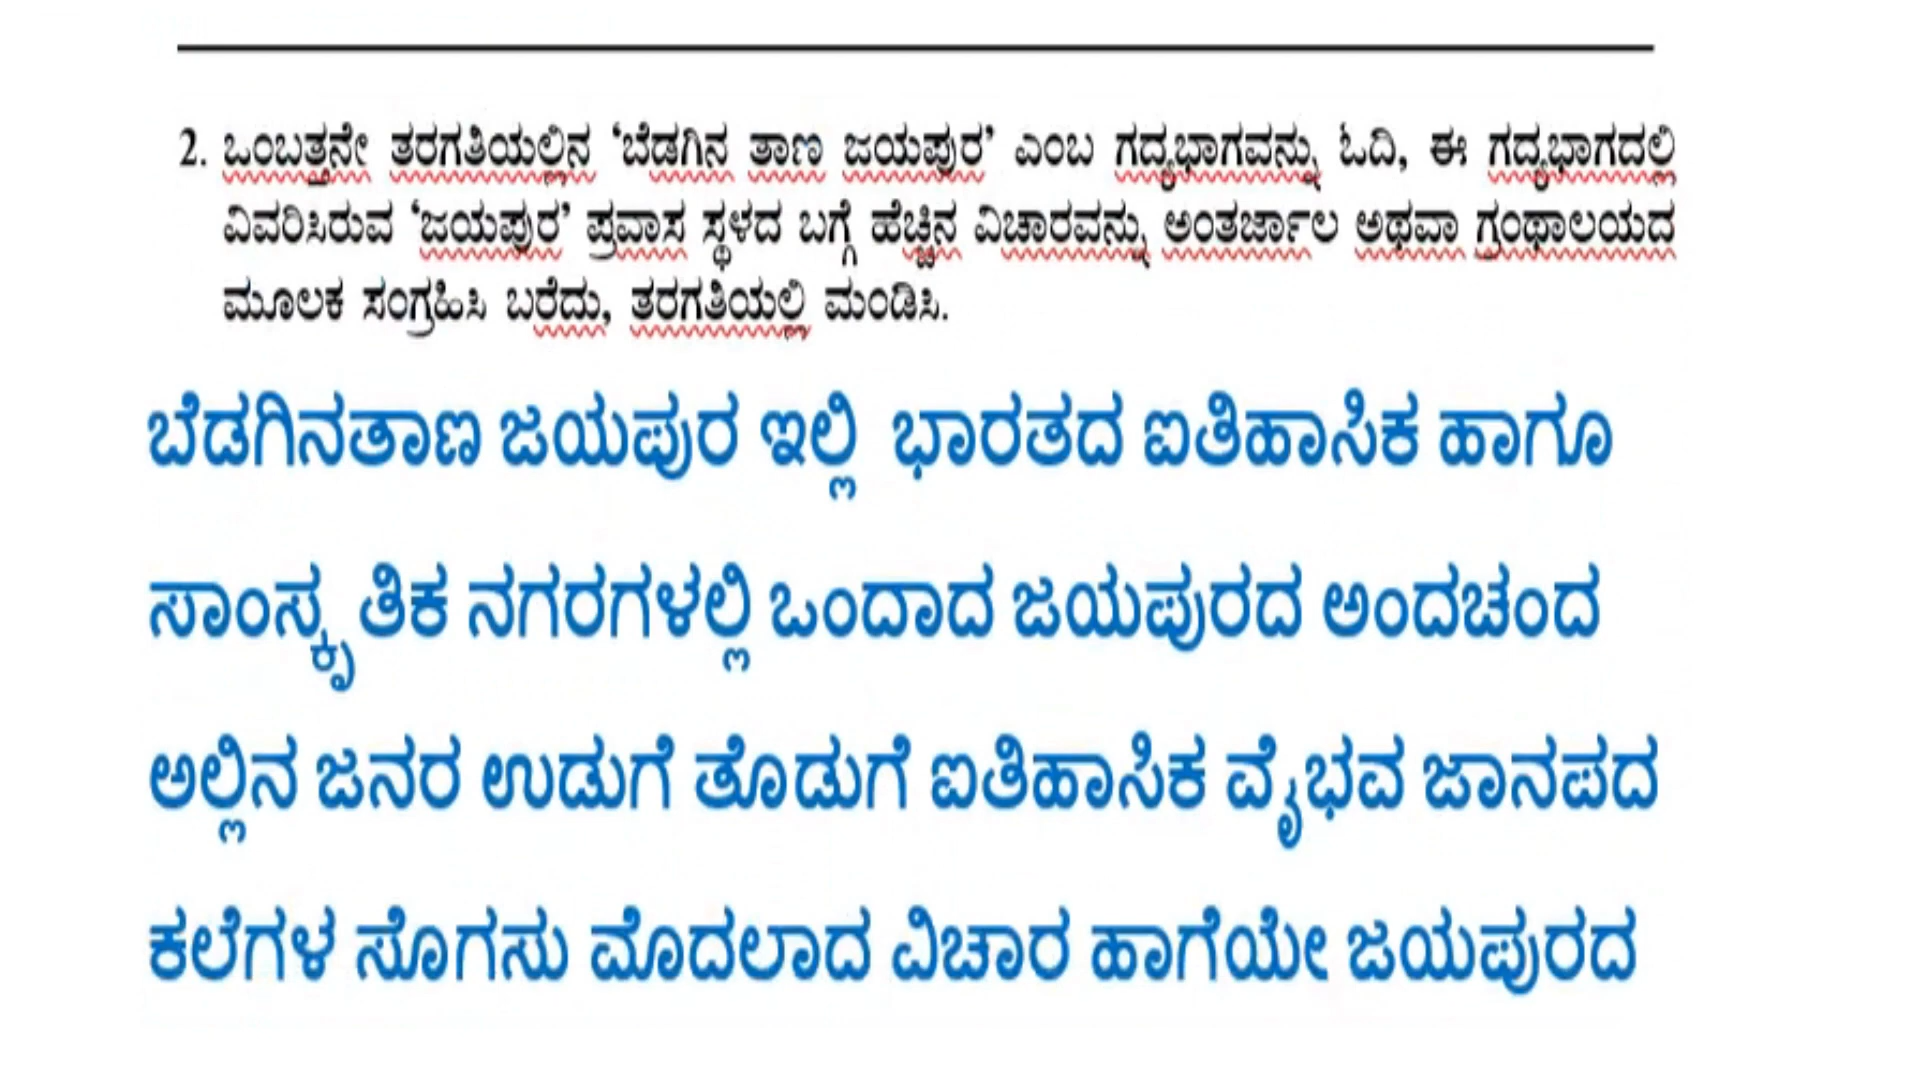 2. ಒಂಬತ್ತನೇ ತರಗತಿಯಲ್ಲಿನ ‘ಬೆಡಗಿನ ತಾಣ ಜಯಪುರ’ ಎಂಬ ಗದ್ಯಭಾಗವನ್ನು ಓದಿ, ಈ ಗದ್ಯಭಾಗದಲ್ಲಿ
ವಿವರಿಸಿರುವ ‘ಜಯಪುರ’ ಪ್ರವಾಸ ಸ್ಥಳದ ಬಗ್ಗೆ ಹೆಚ್ಚಿನ ವಿಚಾರವನ್ನು ಅಂತರ್ಜಾಲ ಅಥವಾ ಗ್ರಂಥಾಲಯದ
ಮೂಲಕ ಸಂಗ್ರಹಿಸಿ ಬರೆದು, ತರಗತಿಯಲ್ಲಿ ಮಂಡಿಸಿ.
ಬೆಡಗಿನತಾಣ ಜಯಪುರ ಇಲ್ಲಿ ಭಾರತದ ಐತಿಹಾಸಿಕ ಹಾಗೂ
ಸಾಂಸ್ಕೃತಿಕ ನಗರಗಳಲ್ಲಿ ಒಂದಾದ ಜಯಪುರದ ಅಂದಚಂದ
ಅಲ್ಲಿನ ಜನರ ಉಡುಗೆ ತೊಡುಗೆ ಐತಿಹಾಸಿಕ ವೈಭವ ಜಾನಪದ
ಕಲೆಗಳ ಸೊಗಸು ಮೊದಲಾದ ವಿಚಾರ ಹಾಗೆಯೇ ಜಯಪುರದ